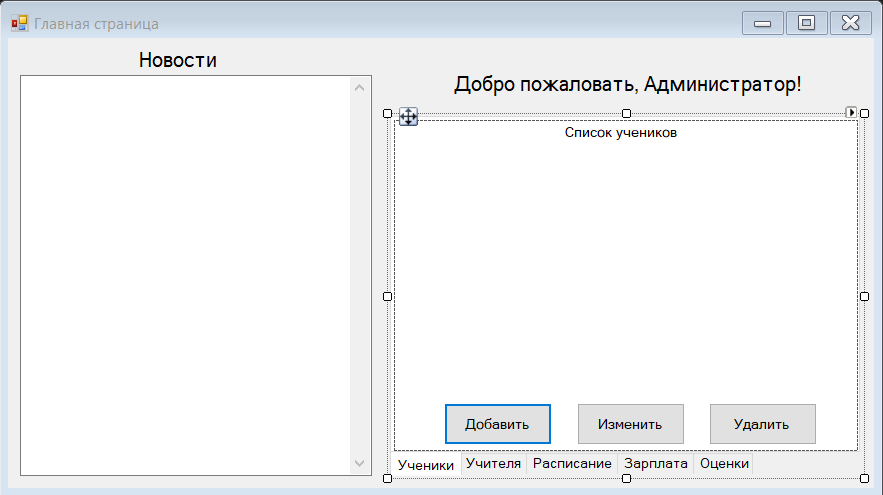 Главная страница
Новости
Добро пожаловать, Администратор!
Список учеников
Добавить
Изменить
Удалить
Ученики
Учителя
Расписание
Зарплата
Оценки